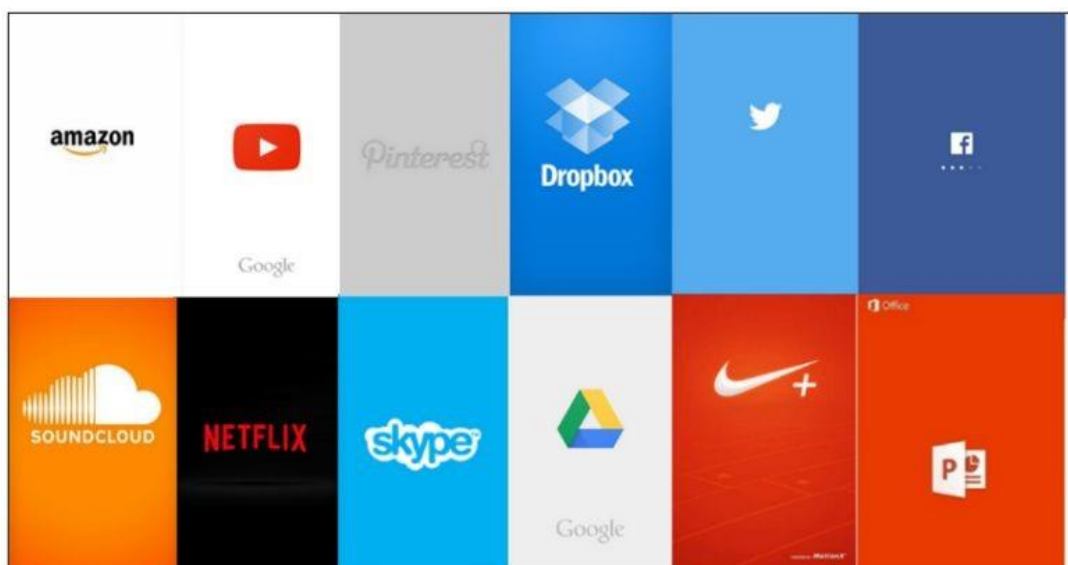 amazon
Google
Pinterest
Dropbox
f
SOUNDCLOUD
NETFLIX
skype
Google
+
Office
P